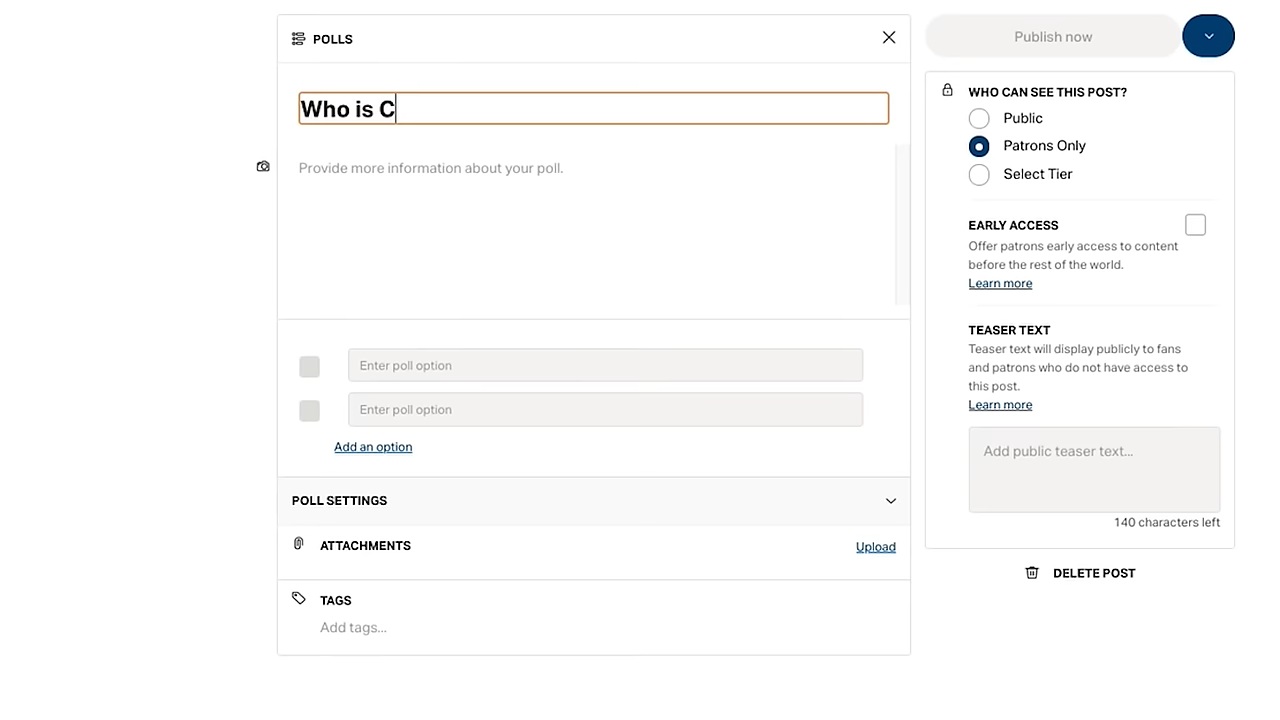 POLLS
Who is C
Provide more information about your poll.
Enter poll option
Enter poll option
Add an option
POLL SETTINGS
ATTACHMENTS
Upload
TAGS
Add tags...
Publish now
WHO CAN SEE THIS POST?
Public
Patrons Only
Select Tier
EARLY ACCESS
Offer patrons early access to content
before the rest of the world.
Learn more
TEASER TEXT
Teaser text will display publicly to fans
and patrons who do not have access to
this post.
Learn more
Add public teaser text...
140 characters left
DELETE POST